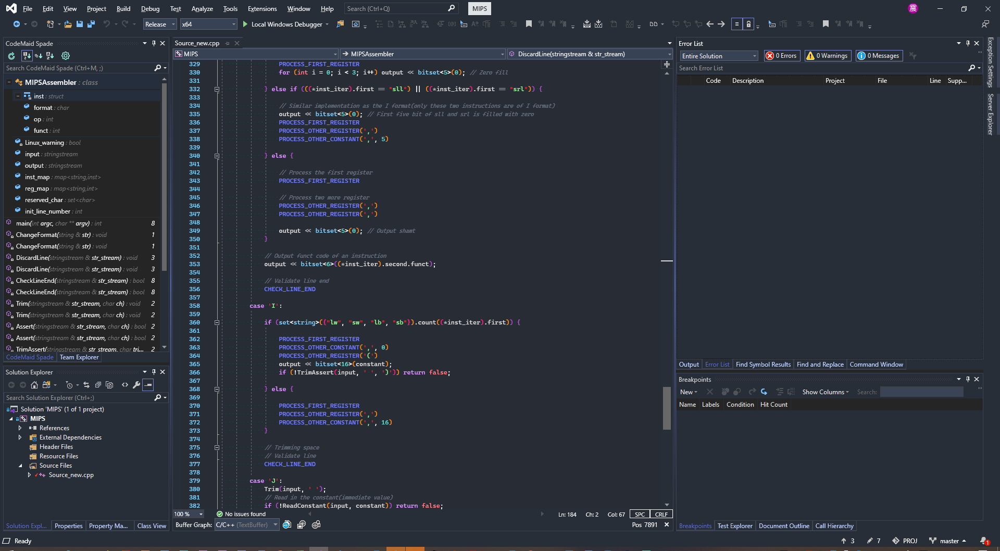 File Edit View Project Build Debug Test Analyze Tools Extensions Window Help Search (Ctrl+Q) MIPS
Release x64 Local Windows Debugger
CodeMaid Spade
Search CodeMaid Spade (Ctrl+M, ;)
MIPSAssembler : class
inst : struct
format : char
op : int
funct : int
Linux_warning : bool
input : stringstream
output : stringstream
inst_map : map<string,inst>
reg_map : map<string,int>
reserved_char : set<char>
init_line_number : int
main(int argc, char ** argv) : int 8
ChangeFormat(string & str) : void 1
ChangeFormat(string & str) : void 1
DiscardLine(stringstream & str_stream) : void 3
DiscardLine(stringstream & str_stream) : void 3
CheckLineEnd(stringstream & str_stream) : bool 8
CheckLineEnd(stringstream & str_stream) : bool 8
Trim(stringstream & str_stream, char ch) : void 2
Trim(stringstream & str_stream, char ch) : void 2
Assert(stringstream & str_stream, char ch) : bool 2
Assert(stringstream & str_stream, char ch) : bool 2
TrimAssert(stringstream & str_stream, char tri... 2
CodeMaid Spade Team Explorer
Solution Explorer
Search Solution Explorer (Ctrl+;)
Solution 'MIPS' (1 of 1 project)
MIPS
References
External Dependencies
Header Files
Resource Files
Source Files
Source_new.cpp
Solution Expl... Properties Property Ma... Class View
Source_new.cpp
MIPS MIPSAssembler DiscardLine(stringstream & str_stream)
329 PROCESS_FIRST_REGISTER
330 for (int i = 0; i < 3; i++) output << bitset<5>(0); // Zero fill
331
332 } else if (((*inst_iter).first == "sll") || ((*inst_iter).first == "srl")) {
333
334 // Similar implementation as the I format(only these two instructions are of I format)
335 output << bitset<5>(0); // First five bit of sll and srl is filled with zero
336 PROCESS_FIRST_REGISTER
337 PROCESS_OTHER_REGISTER(',')
338 PROCESS_OTHER_CONSTANT(',', 5)
339
340 } else {
341
342 // Process the first register
343 PROCESS_FIRST_REGISTER
344
345 // Process two more register
346 PROCESS_OTHER_REGISTER(',')
347 PROCESS_OTHER_REGISTER(',')
348
349 output << bitset<5>(0); // Output shamt
350 }
351
352 // Output funct code of an instruction
353 output << bitset<6>((*inst_iter).second.funct);
354
355 // Validate line end
356 CHECK_LINE_END
357
358 case 'I':
359
360 if (set<string>({"lw", "sw", "lb", "sb"}).count((*inst_iter).first)) {
361
362 PROCESS_FIRST_REGISTER
363 PROCESS_OTHER_CONSTANT(',', 0)
364 PROCESS_OTHER_REGISTER('(')
365 output << bitset<16>(constant);
366 if (!TrimAssert(input, ' ', ')')) return false;
367
368 } else {
369
370 PROCESS_FIRST_REGISTER
371 PROCESS_OTHER_REGISTER(',')
372 PROCESS_OTHER_CONSTANT(',', 16)
373 }
374
375 // Trimming space
376 // Validate line
377 CHECK_LINE_END
378
379 case 'J':
380 Trim(input, ' ');
381 // Read in the constant(immediate value)
382 if (!ReadConstant(input, constant)) return false;
100 % No issues found Ln: 184 Ch: 2 Col: 67 SPC CRLF
Buffer Graph: C/C++ (TextBuffer) Pos 7891
Error List
Entire Solution 0 Errors 0 Warnings 0 Messages
Search Error List
Code Description Project File Line Supp...
Output Error List Find Symbol Results Find and Replace Command Window
Breakpoints
New Show Columns Search:
Name Labels Condition Hit Count
Breakpoints Test Explorer Document Outline Call Hierarchy
Exception Settings
Server Explorer
Ready 3 7 PROJ master 1